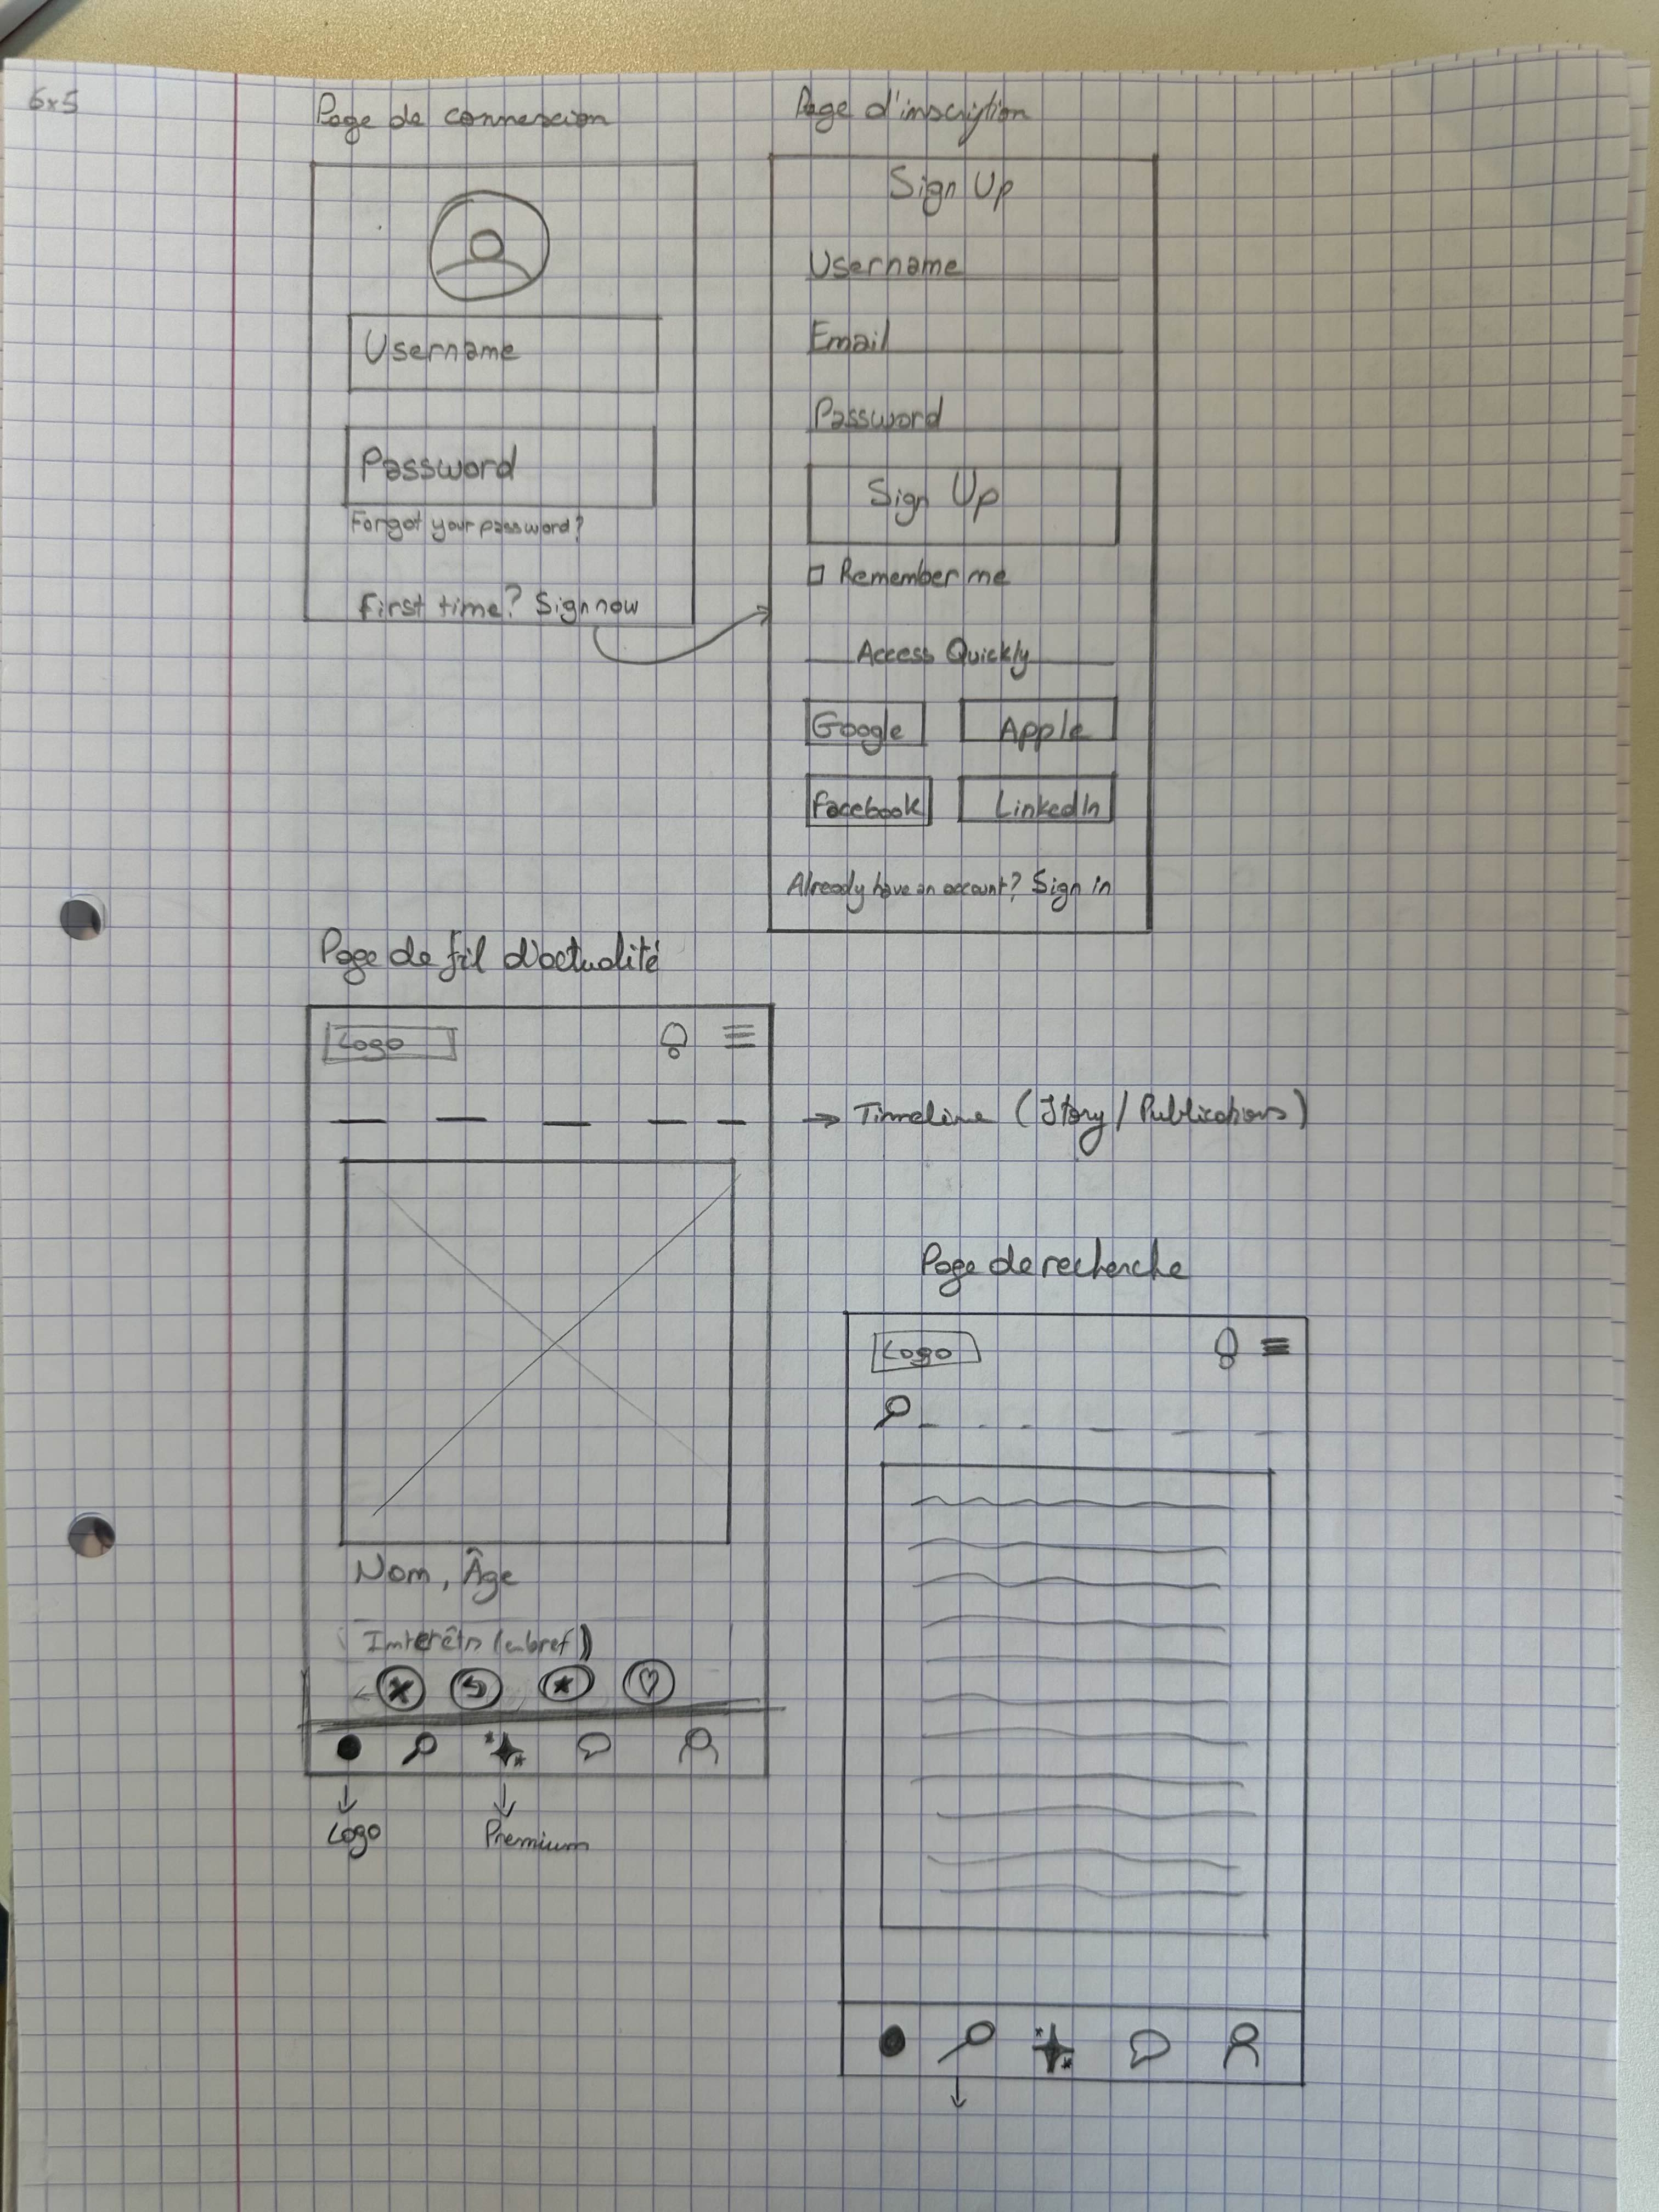 6x5
Page de connexion
Username
Password
Forgot your password?
First time? Sign now
Page d'inscription
Sign Up
Username
Email
Password
Sign Up
Remember me
Access Quickly
Google
Apple
Facebook
LinkedIn
Already have an account? Sign in
Page de fil d'actualité
Logo
→ Timeline (Story / Publications)
Nom, Âge
Intérêts (en bref)
Logo
Premium
Page de recherche
Logo